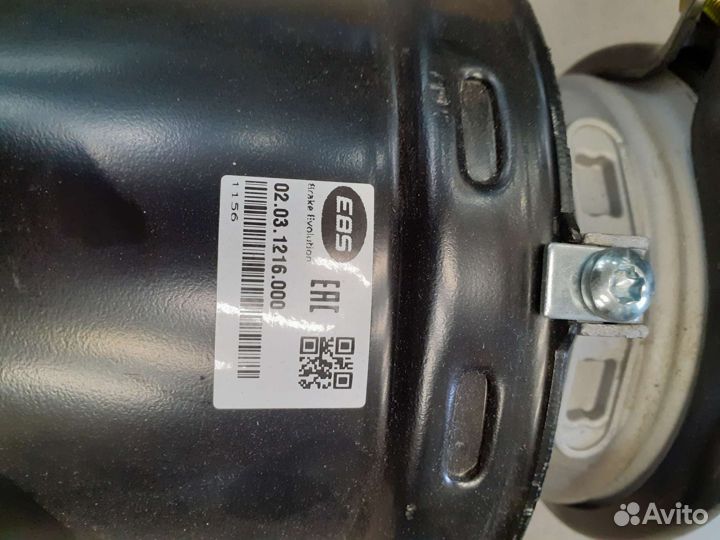 EBS
Brake Evolution
EAC
02.03.1216.000
1156
Avito